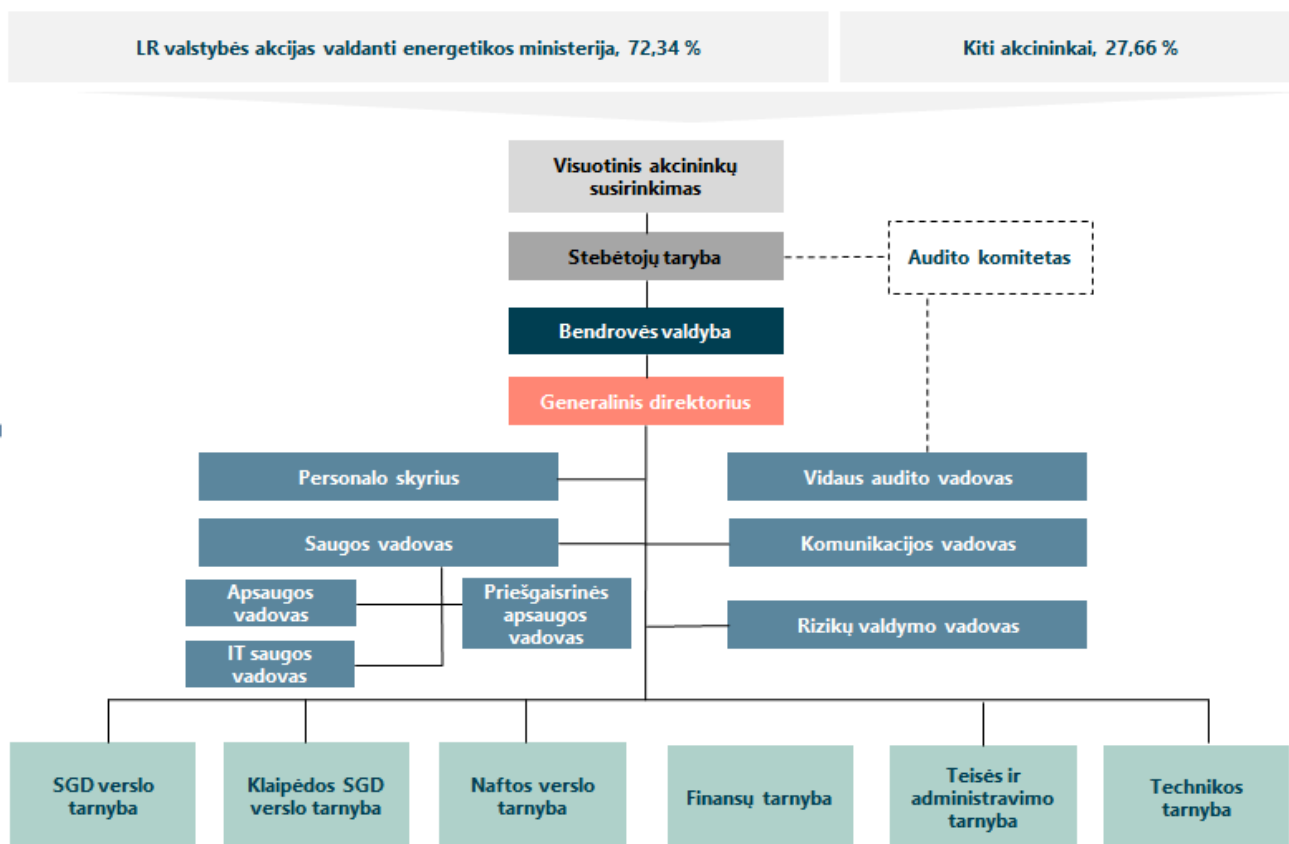 LR valstybės akcijas valdanti energetikos ministerija, 72,34 %
Kiti akcininkai, 27,66 %
Visuotinis akcininkų
susirinkimas
Stebėtojų taryba
Audito komitetas
Bendrovės valdyba
Generalinis direktorius
Personalo skyrius
Vidaus audito vadovas
Saugos vadovas
Komunikacijos vadovas
Apsaugos
vadovas
Priešgaisrinės
apsaugos
vadovas
Rizikų valdymo vadovas
IT saugos
vadovas
SGD verslo
tarnyba
Klaipėdos SGD
verslo tarnyba
Naftos verslo
tarnyba
Finansų tarnyba
Teisės ir
administravimo
tarnyba
Technikos
tarnyba